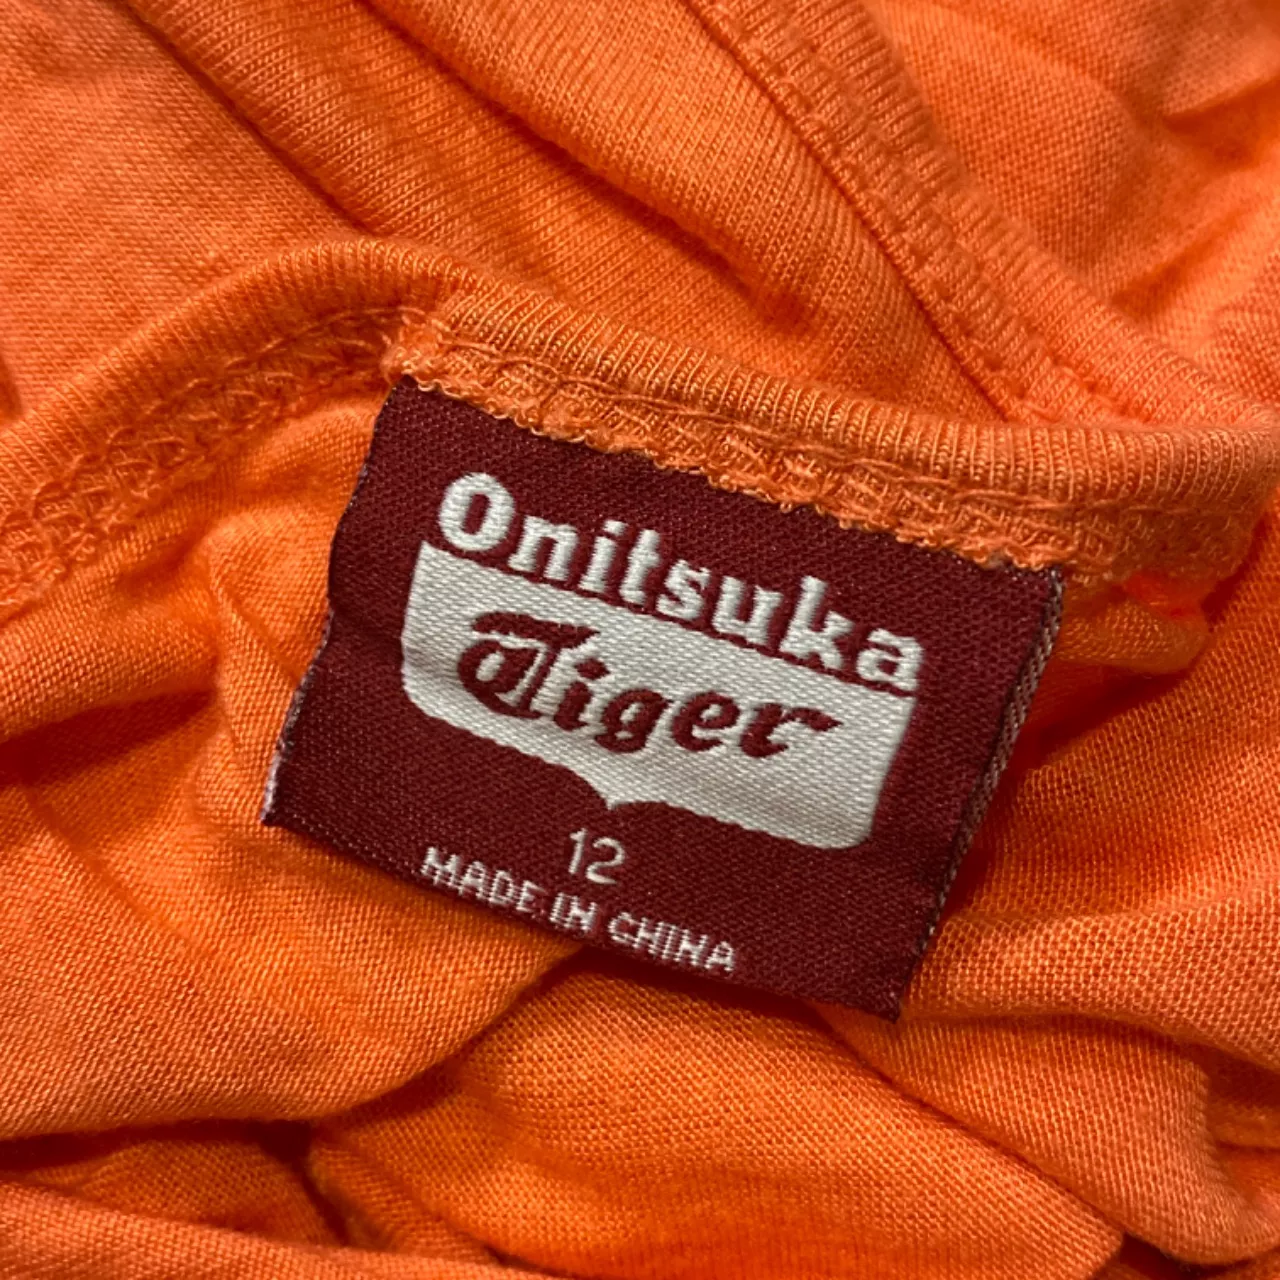 Onitsuka
Tiger
12
MADE IN CHINA